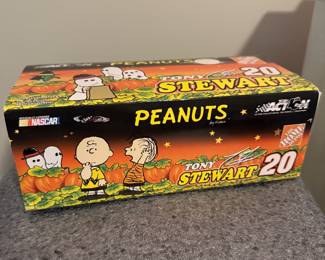 TONY
20
STEWART
ACTION
NASCAR
PEANUTS
TONY
STEWART
20